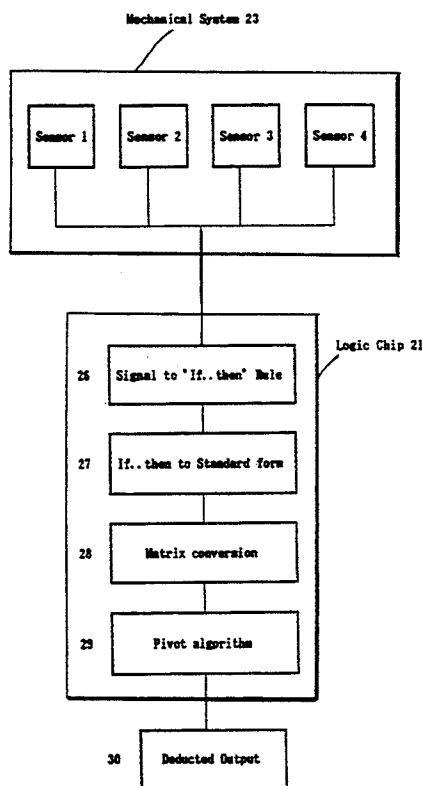 Mechanical System 23
Sensor 1
Sensor 2
Sensor 3
Sensor 4
Logic Chip 21
26
Signal to "If..then" Rule
27
If..then to Standard form
28
Matrix conversion
29
Pivot algorithm
30
Deducted Output